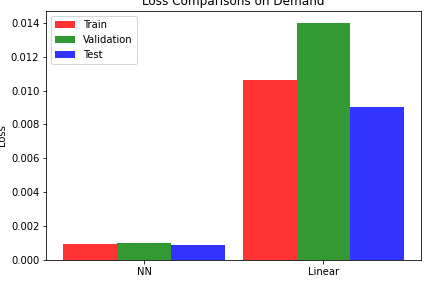 Loss Comparisons on Demand
Train
Validation
Test
0.014
0.012
0.010
0.008
0.006
0.004
0.002
0.000
Loss
NN
Linear